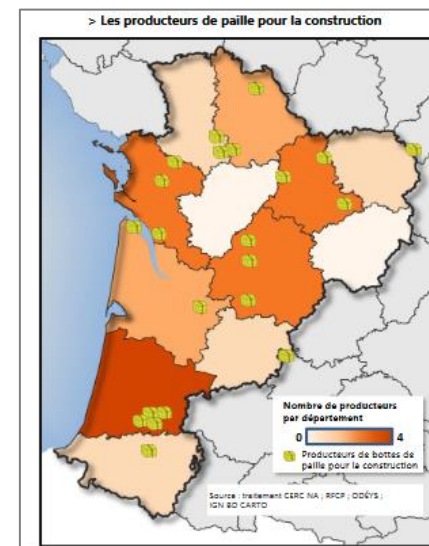 > Les producteurs de paille pour la construction
Nombre de producteurs
par département
0 4
Producteurs de bottes de
paille pour la construction
Source : traitement CERC NA ; RFCP ; ODÉYS ;
IGN BD CARTO